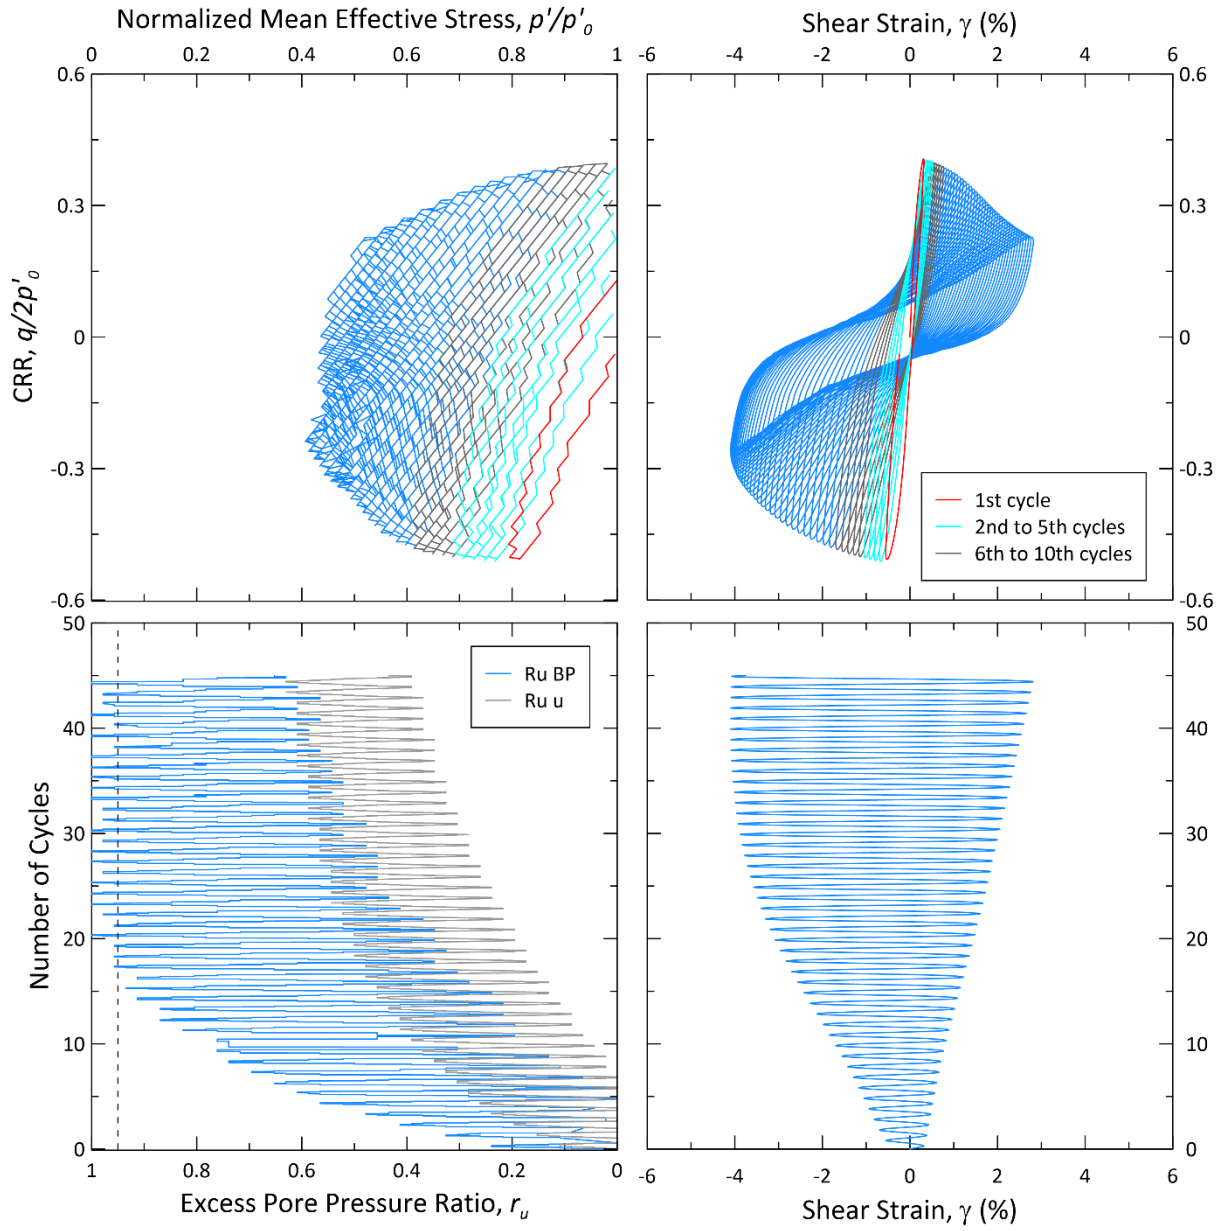 Normalized Mean Effective Stress, p'/p'₀
0 0.2 0.4 0.6 0.8 1
Shear Strain, γ (%)
-6 -4 -2 0 2 4 6
CRR, q/2p'₀
0.6
0.3
0
-0.3
-0.6
0.6
0.3
0
-0.3
-0.6
1st cycle
2nd to 5th cycles
6th to 10th cycles
Number of Cycles
50
40
30
20
10
0
Ru BP
Ru u
50
40
30
20
10
0
1 0.8 0.6 0.4 0.2 0
Excess Pore Pressure Ratio, rᵤ
-6 -4 -2 0 2 4 6
Shear Strain, γ (%)